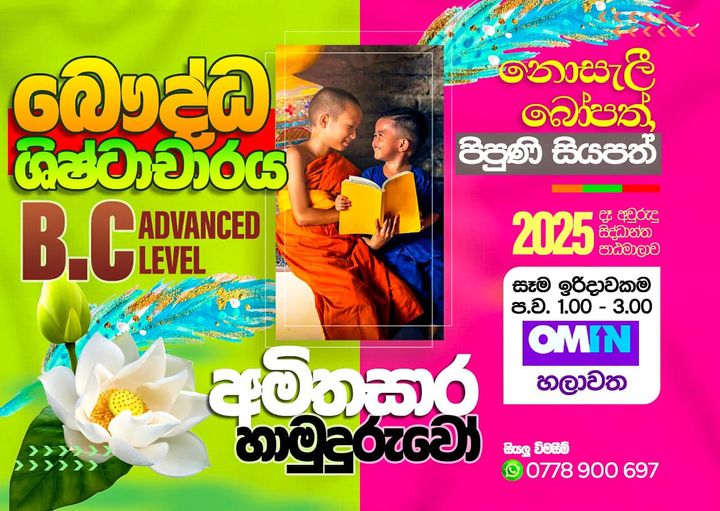 බෞද්ධ
ශිෂ්ටාචාරය
B.C ADVANCED
LEVEL
අමිතසාර
හාමුදුරුවෝ
නොසැලී
බෝපත්
පිපුණි සියපත්
2025 දෑ අවුරුදු
සිද්ධාන්ත
පාඨමාලාව
සෑම ඉරිදාවකම
ප.ව. 1.00 - 3.00
OMIN
හලාවත
සියලු විමසීම්
0778 900 697